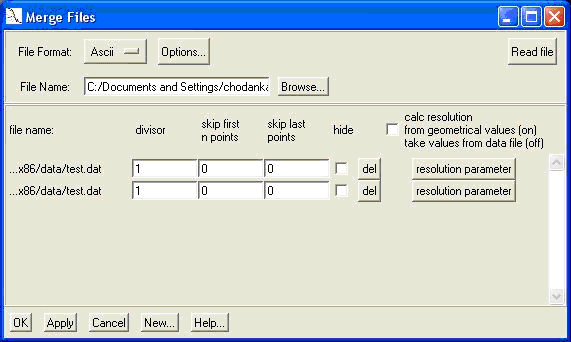 Merge Files
File Format: Ascii Options... Read file
File Name: C:/Documents and Settings/chodanka Browse...
file name: divisor skip first n points skip last points hide calc resolution from geometrical values (on) take values from data file (off)
...x86/data/test.dat 1 0 0 del resolution parameter
...x86/data/test.dat 1 0 0 del resolution parameter
OK Apply Cancel New... Help...